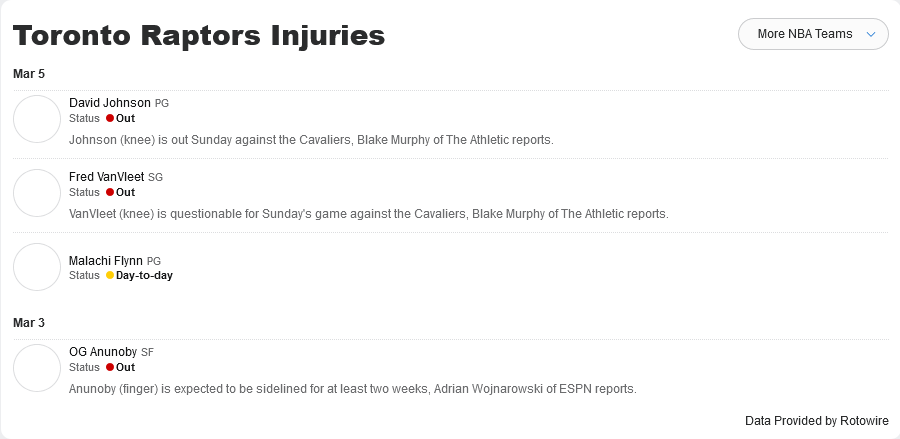 Toronto Raptors Injuries
More NBA Teams
Mar 5
David Johnson PG
Status Out
Johnson (knee) is out Sunday against the Cavaliers, Blake Murphy of The Athletic reports.
Fred VanVleet SG
Status Out
VanVleet (knee) is questionable for Sunday's game against the Cavaliers, Blake Murphy of The Athletic reports.
Malachi Flynn PG
Status Day-to-day
Mar 3
OG Anunoby SF
Status Out
Anunoby (finger) is expected to be sidelined for at least two weeks, Adrian Wojnarowski of ESPN reports.
Data Provided by Rotowire